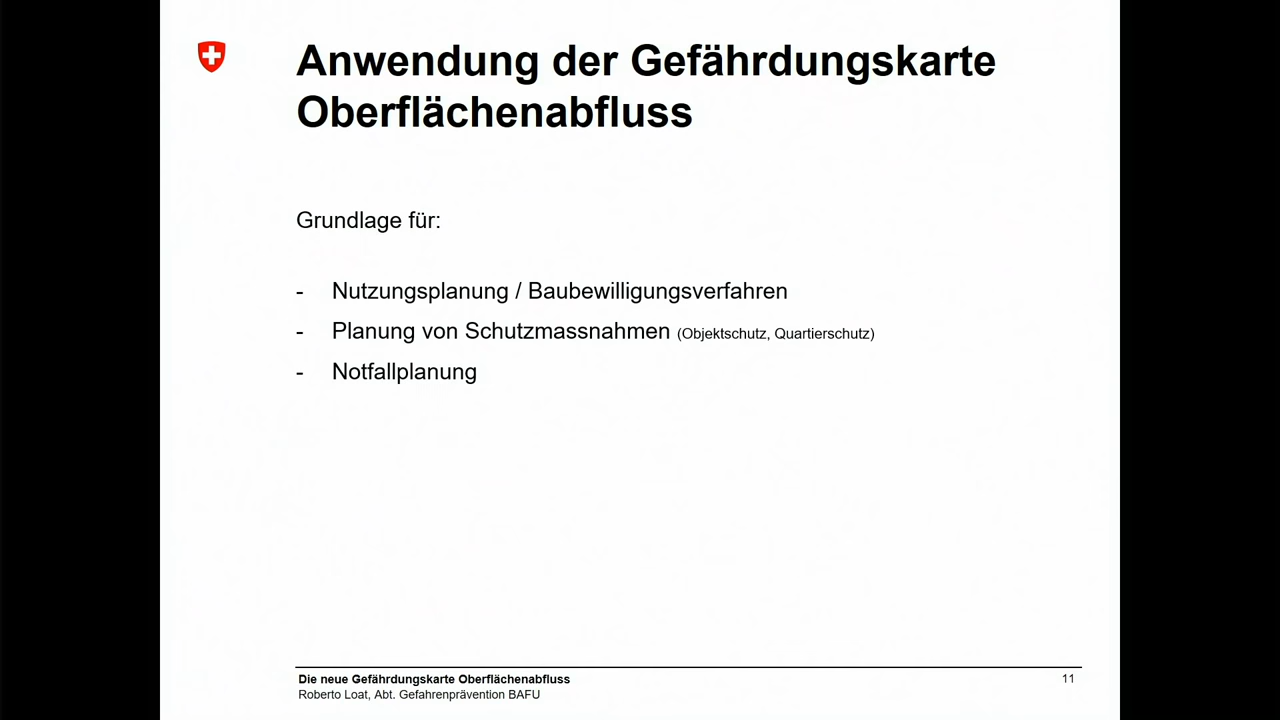 Anwendung der Gefährdungskarte
Oberflächenabfluss
Grundlage für:
- Nutzungsplanung / Baubewilligungsverfahren
- Planung von Schutzmassnahmen (Objektschutz, Quartierschutz)
- Notfallplanung
Die neue Gefährdungskarte Oberflächenabfluss
Roberto Loat, Abt. Gefahrenprävention BAFU
11